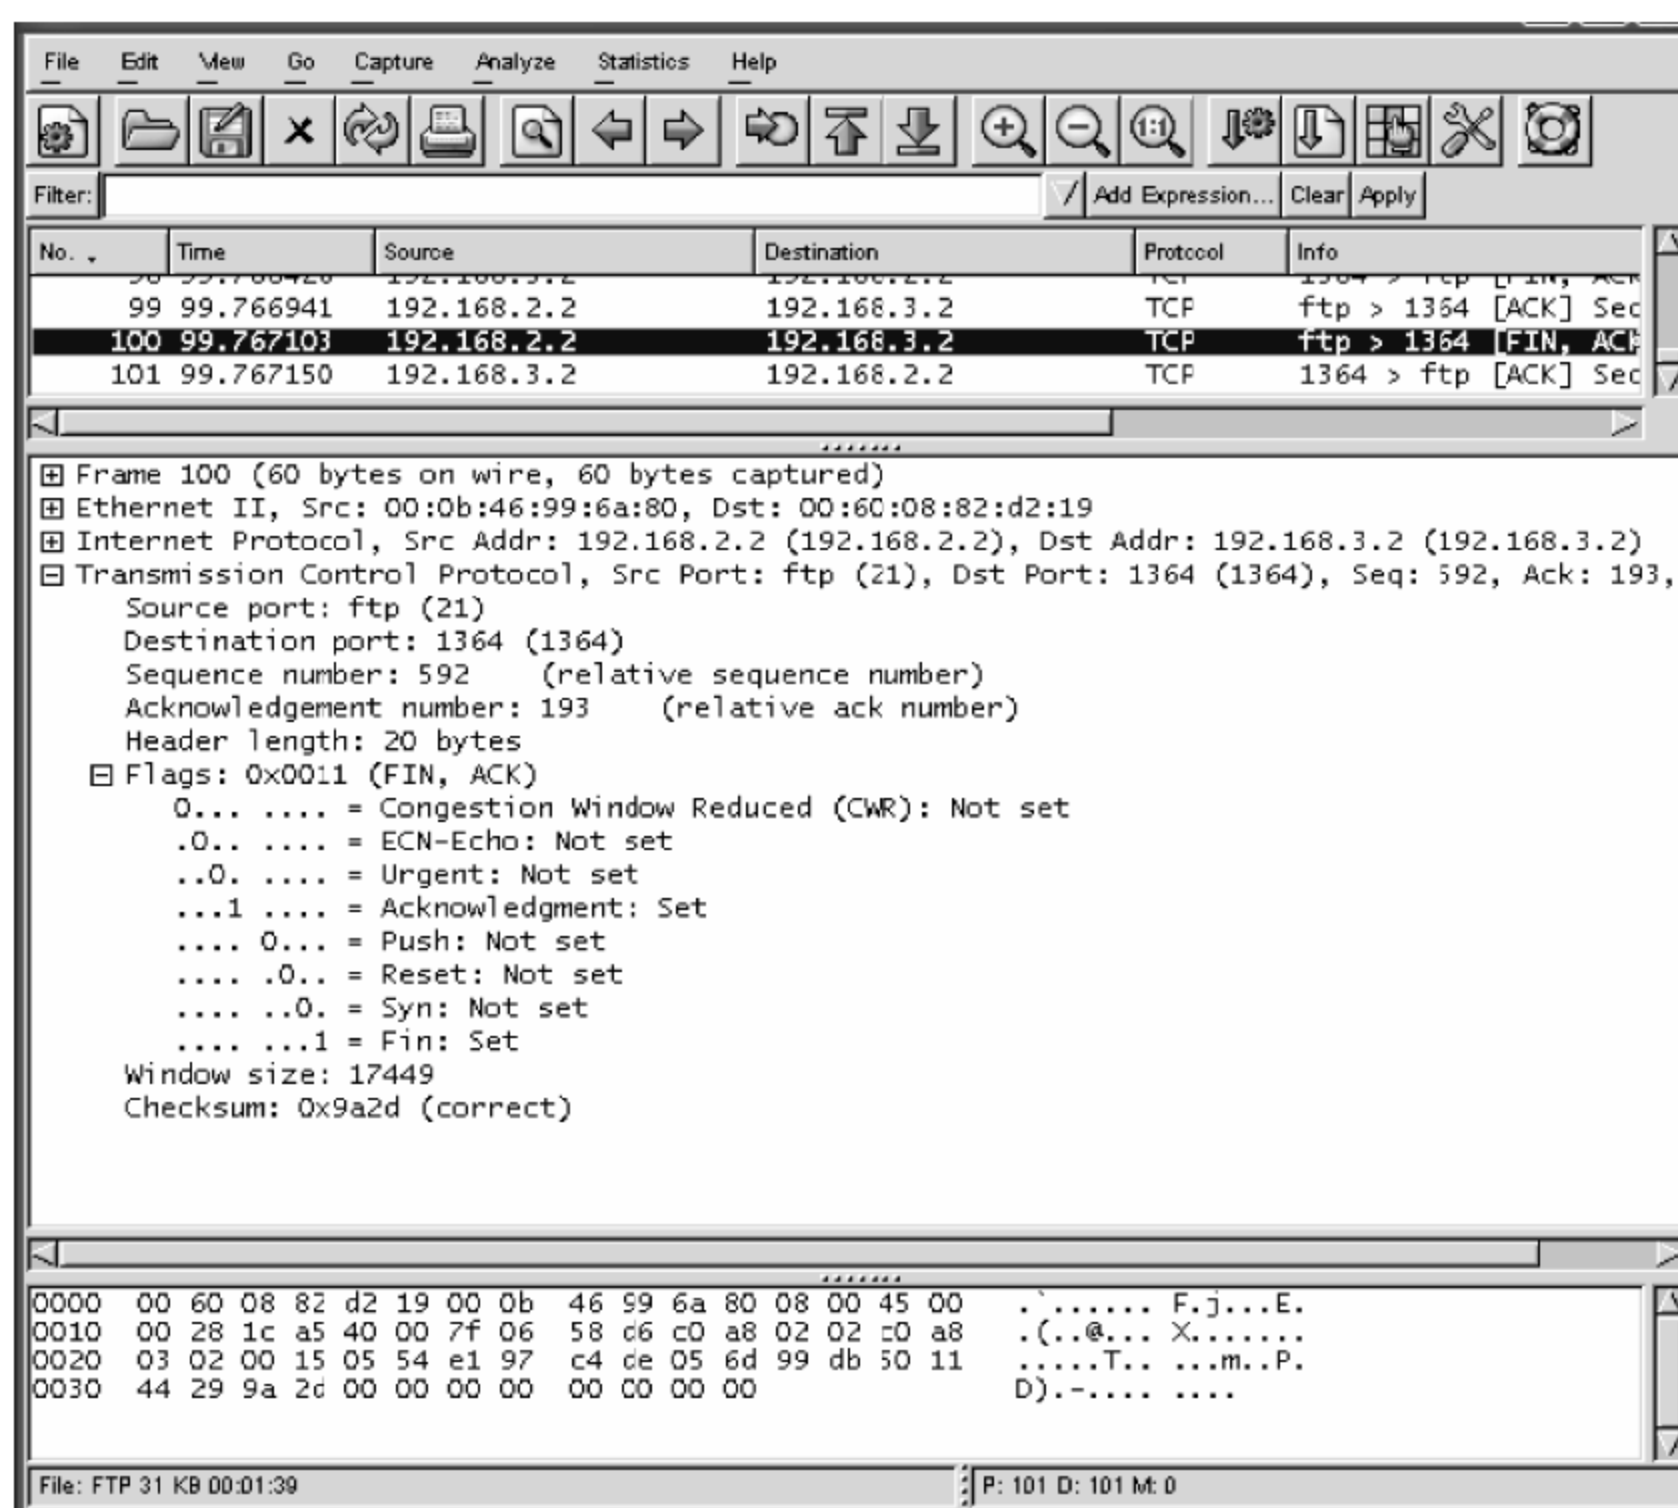 File Edit View Go Capture Analyze Statistics Help
1:1
Filter: Add Expression... Clear Apply
No. Time Source Destination Protocol Info
99 99.766941 192.168.2.2 192.168.3.2 TCP ftp > 1364 [ACK] Sec
100 99.767103 192.168.2.2 192.168.3.2 TCP ftp > 1364 [FIN, ACK
101 99.767150 192.168.3.2 192.168.2.2 TCP 1364 > ftp [ACK] Sec
Frame 100 (60 bytes on wire, 60 bytes captured)
Ethernet II, Src: 00:0b:46:99:6a:80, Dst: 00:60:08:82:d2:19
Internet Protocol, Src Addr: 192.168.2.2 (192.168.2.2), Dst Addr: 192.168.3.2 (192.168.3.2)
Transmission Control Protocol, Src Port: ftp (21), Dst Port: 1364 (1364), Seq: 592, Ack: 193,
Source port: ftp (21)
Destination port: 1364 (1364)
Sequence number: 592 (relative sequence number)
Acknowledgement number: 193 (relative ack number)
Header length: 20 bytes
Flags: 0x0011 (FIN, ACK)
0... .... = Congestion Window Reduced (CWR): Not set
.0.. .... = ECN-Echo: Not set
..0. .... = Urgent: Not set
...1 .... = Acknowledgment: Set
.... 0... = Push: Not set
.... .0.. = Reset: Not set
.... ..0. = Syn: Not set
.... ...1 = Fin: Set
Window size: 17449
Checksum: 0x9a2d (correct)
0000 00 60 08 82 d2 19 00 0b 46 99 6a 80 08 00 45 00 .`...... F.j...E.
0010 00 28 1c a5 40 00 7f 06 58 d6 c0 a8 02 02 c0 a8 .(..@... X.......
0020 03 02 00 15 05 54 e1 97 c4 de 05 6d 99 db 50 11 .....T.. ...m..P.
0030 44 29 9a 2d 00 00 00 00 00 00 00 00 D).-.... ....
File: FTP 31 KB 00:01:39 P: 101 D: 101 M: 0